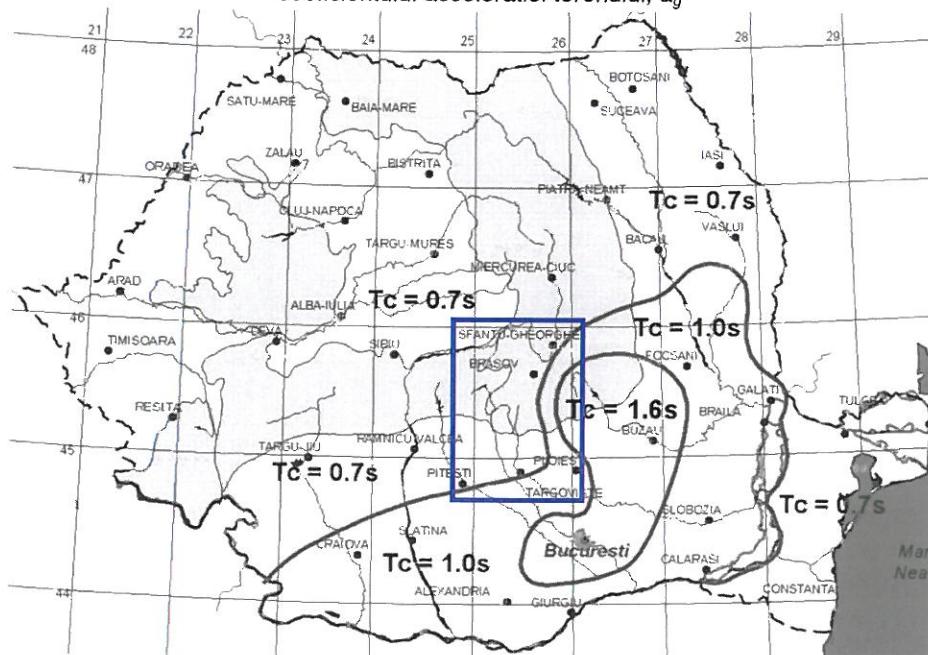 coeficientului accelerației terenului, ag
21 22 23 24 25 26 27 28 29
48
BOTOSANI
SATU-MARE
BAIA-MARE
SUCEAVA
ZALAU
IASI
ORADEA
BISTRITA
47
PIATRA-NEAMT
Tc = 0.7s
CLUJ-NAPOCA
VASLUI
TARGU-MURES
BACAU
MIERCUREA-CIUC
ARAD
ALBA-IULIA
Tc = 0.7s
46
Tc = 1.0s
DEVA
SFANTU-GHEORGHE
TIMISOARA
SIBIU
BRASOV
FOCSANI
GALATI
RESITA
Tc = 1.6s
BRAILA
TULCEA
BUZAU
RAMNICU-VALCEA
45
TARGU-JIU
Tc = 0.7s
PITESTI
PLOIESTI
TARGOVISTE
Tc = 0.7s
SLOBOZIA
SLATINA
CRAIOVA
Bucuresti
Tc = 1.0s
CALARASI
44
ALEXANDRIA
GIURGIU
CONSTANTA